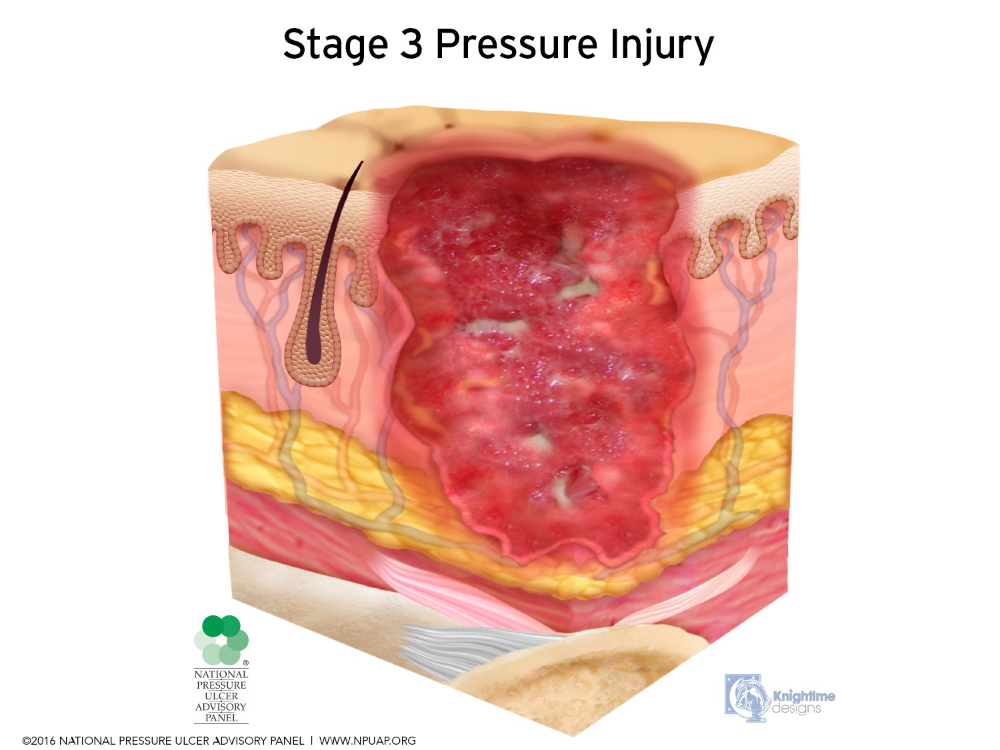 Stage 3 Pressure Injury
®
NATIONAL
PRESSURE
ULCER
ADVISORY
PANEL
Knightime
designs
©2016 NATIONAL PRESSURE ULCER ADVISORY PANEL | WWW.NPUAP.ORG